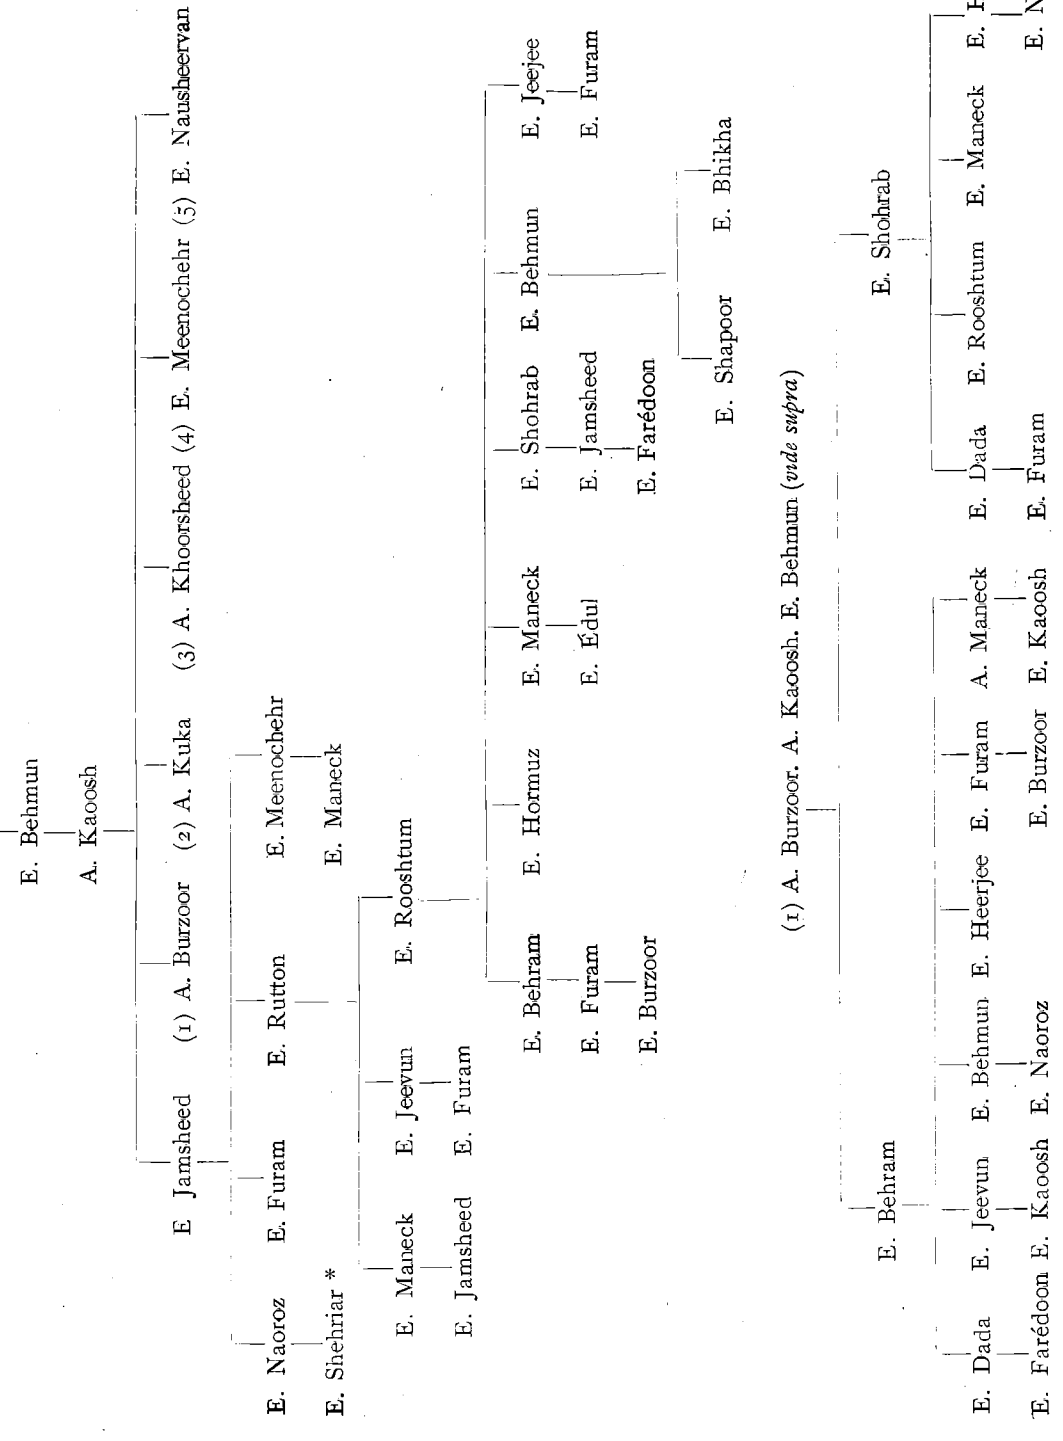 E. Behmun
A. Kaoosh
E Jamsheed (1) A. Burzoor (2) A. Kuka (3) A. Khoorsheed (4) E. Meenochehr (5) E. Nausheervan
E. Naoroz E. Furam E. Rutton E. Meenochehr
E. Shehriar * E. Maneck
E. Maneck E. Jeevun E. Rooshtum
E. Jamsheed E. Furam
E. Behram E. Hormuz E. Maneck E. Shohrab E. Behmun E. Jeejee
E. Furam E. Édul E. Jamsheed E. Furam
E. Burzoor E. Farédoon
E. Shapoor E. Bhikha
(1) A. Burzoor. A. Kaoosh. E. Behmun (vide supra)
E. Behram E. Shohrab
E. Dada E. Jeevun E. Behmun E. Heerjee E. Furam A. Maneck E. Dada E. Rooshtum E. Maneck E.
E. Farédoon E. Kaoosh E. Naoroz E. Burzoor E. Kaoosh E. Furam E.